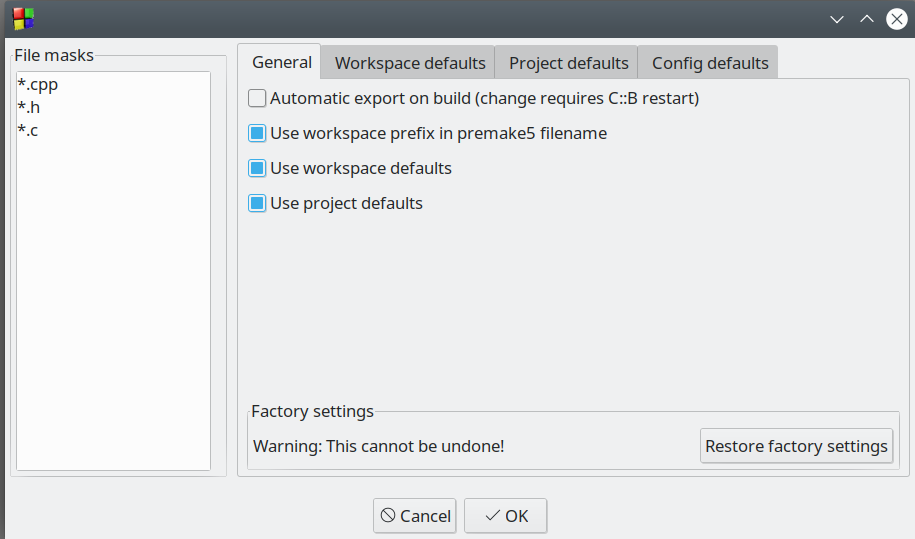 File masks
*.cpp
*.h
*.c
General
Workspace defaults
Project defaults
Config defaults
Automatic export on build (change requires C::B restart)
Use workspace prefix in premake5 filename
Use workspace defaults
Use project defaults
Factory settings
Warning: This cannot be undone!
Restore factory settings
Cancel
OK